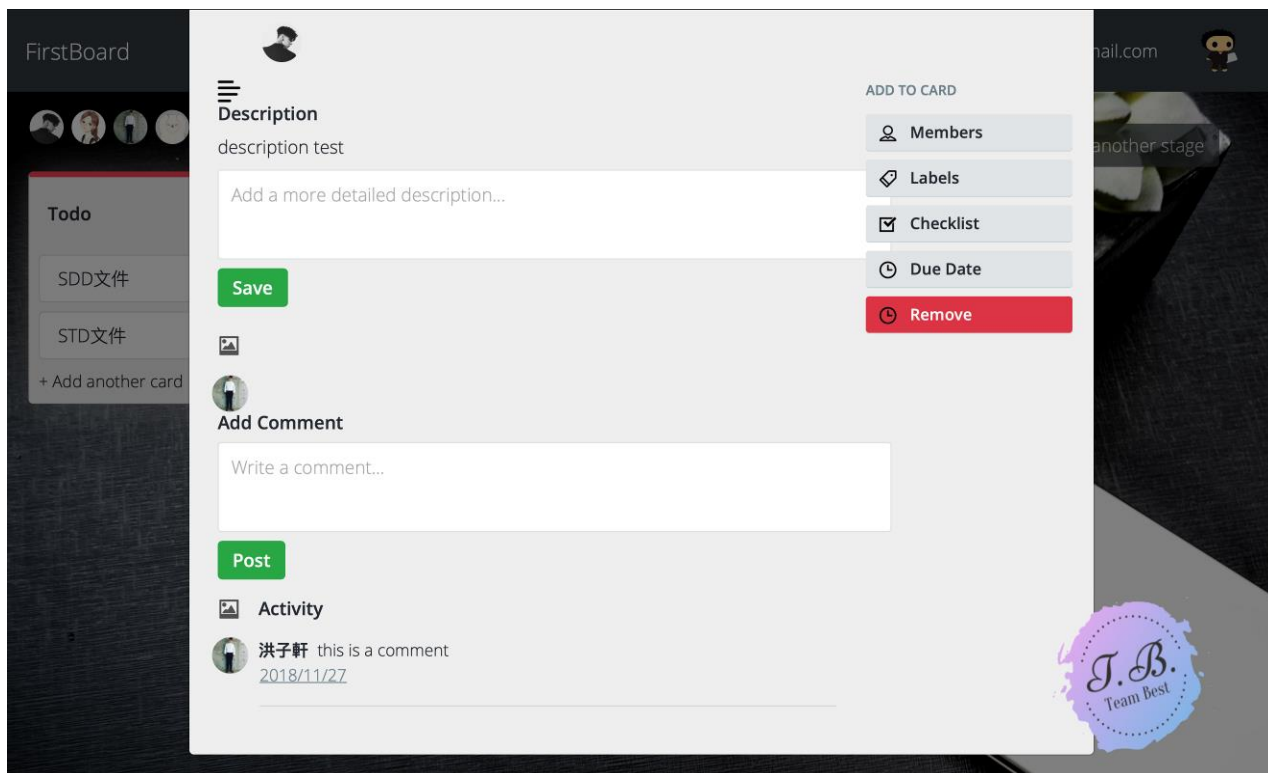 FirstBoard
ail.com
another stage
Todo
SDD文件
STD文件
+ Add another card
Description
description test
Add a more detailed description...
Save
Add Comment
Write a comment...
Post
Activity
洪子軒 this is a comment
2018/11/27
ADD TO CARD
Members
Labels
Checklist
Due Date
Remove
T.B.
Team Best